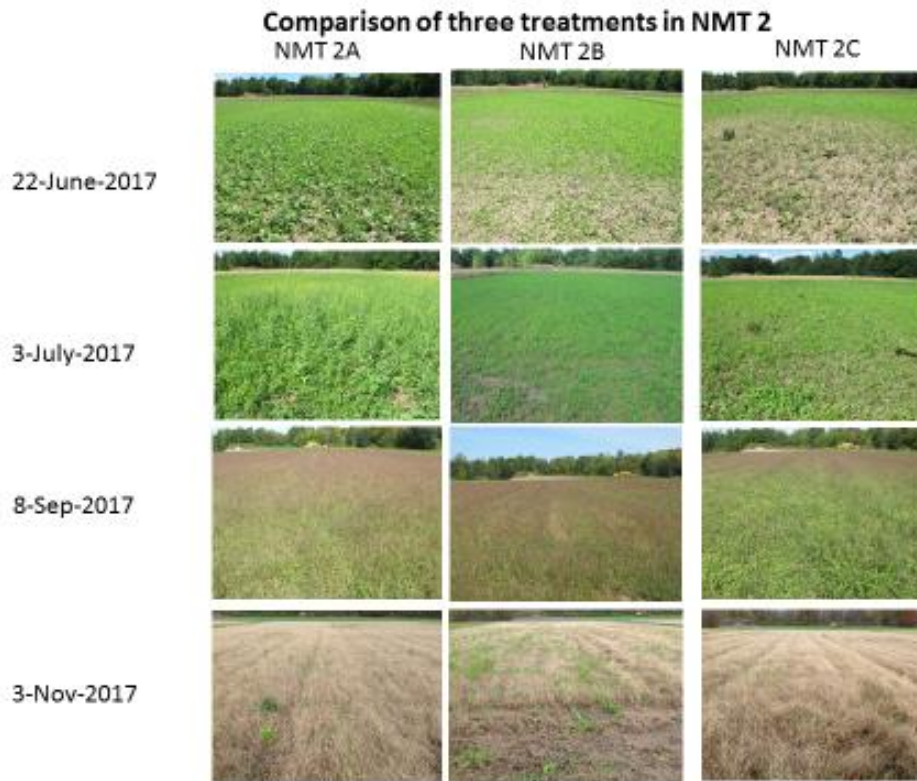 Comparison of three treatments in NMT 2
NMT 2A NMT 2B NMT 2C
22-June-2017
3-July-2017
8-Sep-2017
3-Nov-2017